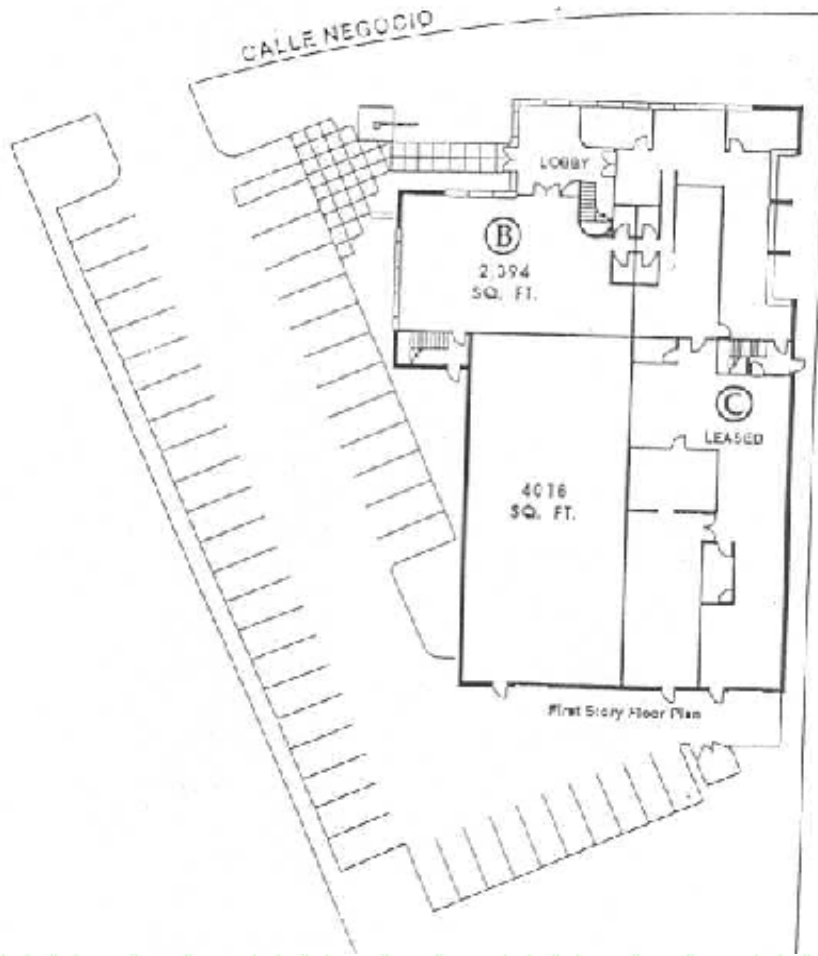 CALLE NEGOCIO
LOBBY
B
2,394
SQ. FT.
C
LEASED
4016
SQ. FT.
First Story Floor Plan